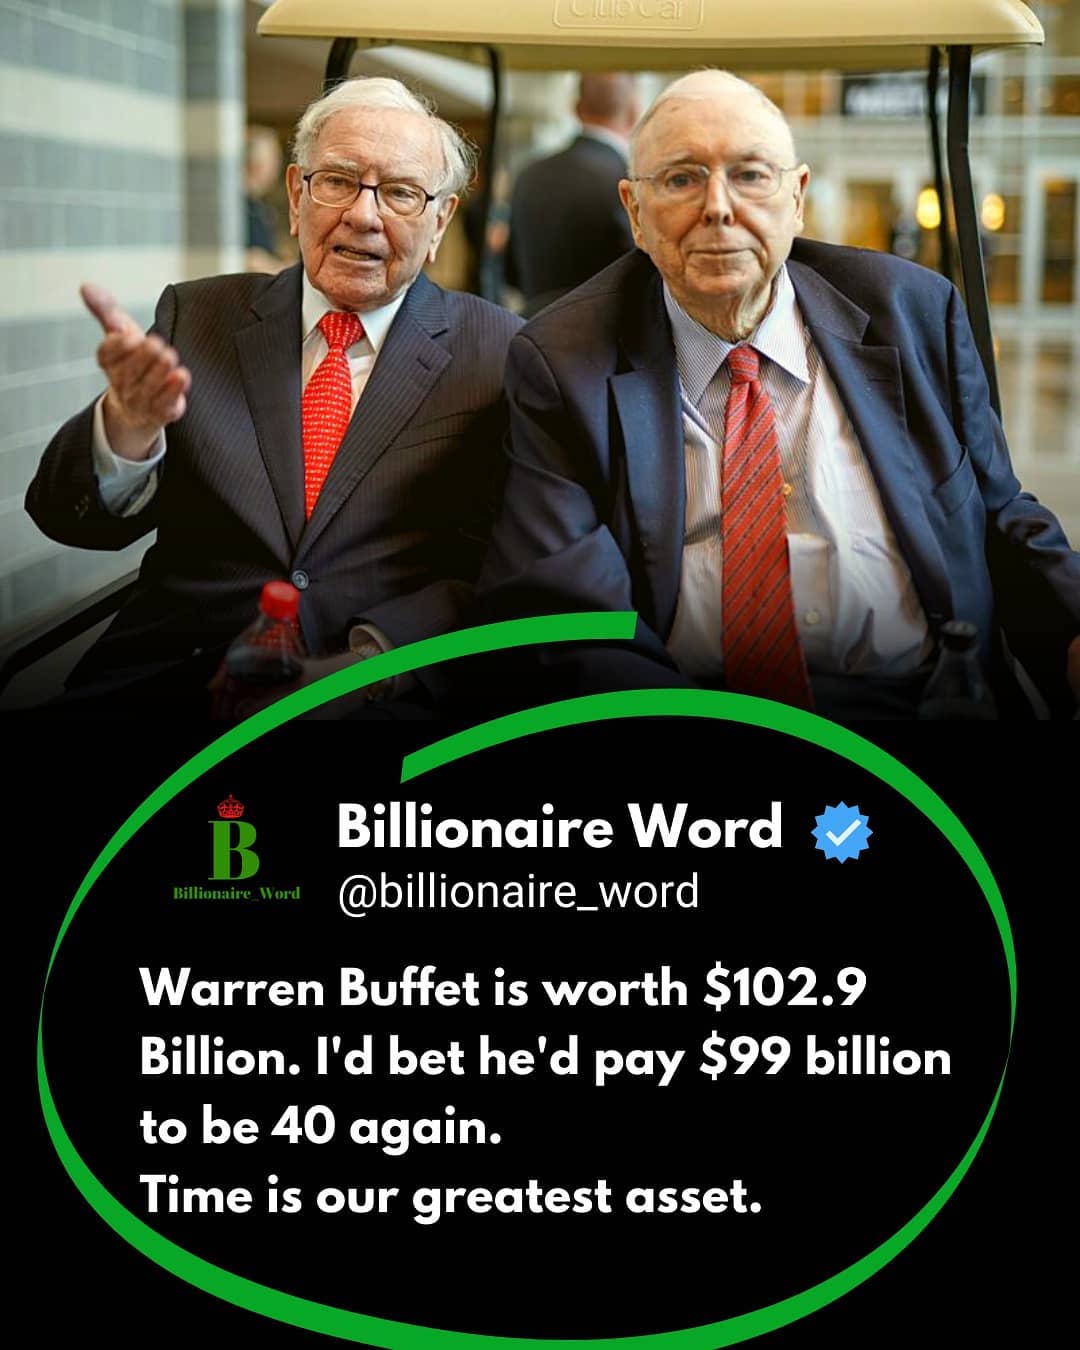 Club Car
Billionaire Word
@billionaire_word
B
Billionaire_Word
Warren Buffet is worth $102.9
Billion. I'd bet he'd pay $99 billion
to be 40 again.
Time is our greatest asset.